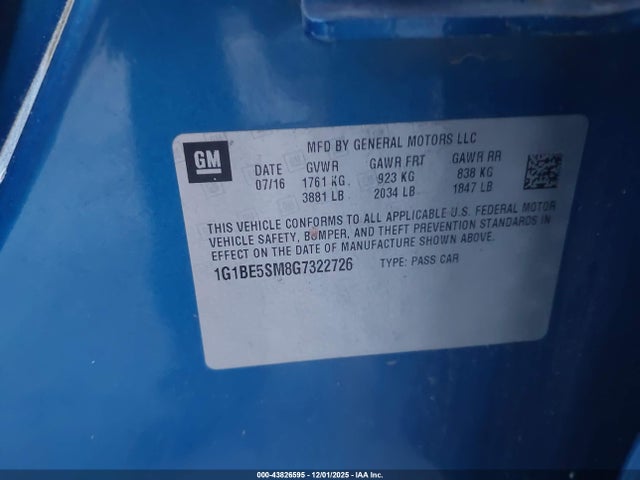 GM
MFD BY GENERAL MOTORS LLC
DATE GVWR GAWR FRT GAWR RR
07/16 1761 KG 923 KG 838 KG
3881 LB 2034 LB 1847 LB
THIS VEHICLE CONFORMS TO ALL APPLICABLE U.S. FEDERAL MOTOR
VEHICLE SAFETY, BUMPER, AND THEFT PREVENTION STANDARDS IN
EFFECT ON THE DATE OF MANUFACTURE SHOWN ABOVE.
1G1BE5SM8G7322726 TYPE: PASS CAR
000-43826595 - 12/01/2025 - IAA Inc.